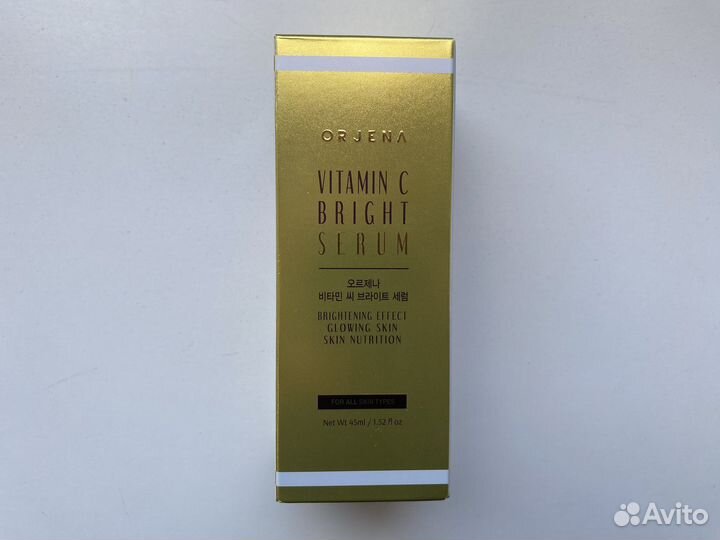 ORJENA
VITAMIN C
BRIGHT
SERUM
오르제나
비타민 씨 브라이트 세럼
BRIGHTENING EFFECT
GLOWING SKIN
SKIN NUTRITION
FOR ALL SKIN TYPES
Net Wt 45ml / 1.52 fl oz
Avito